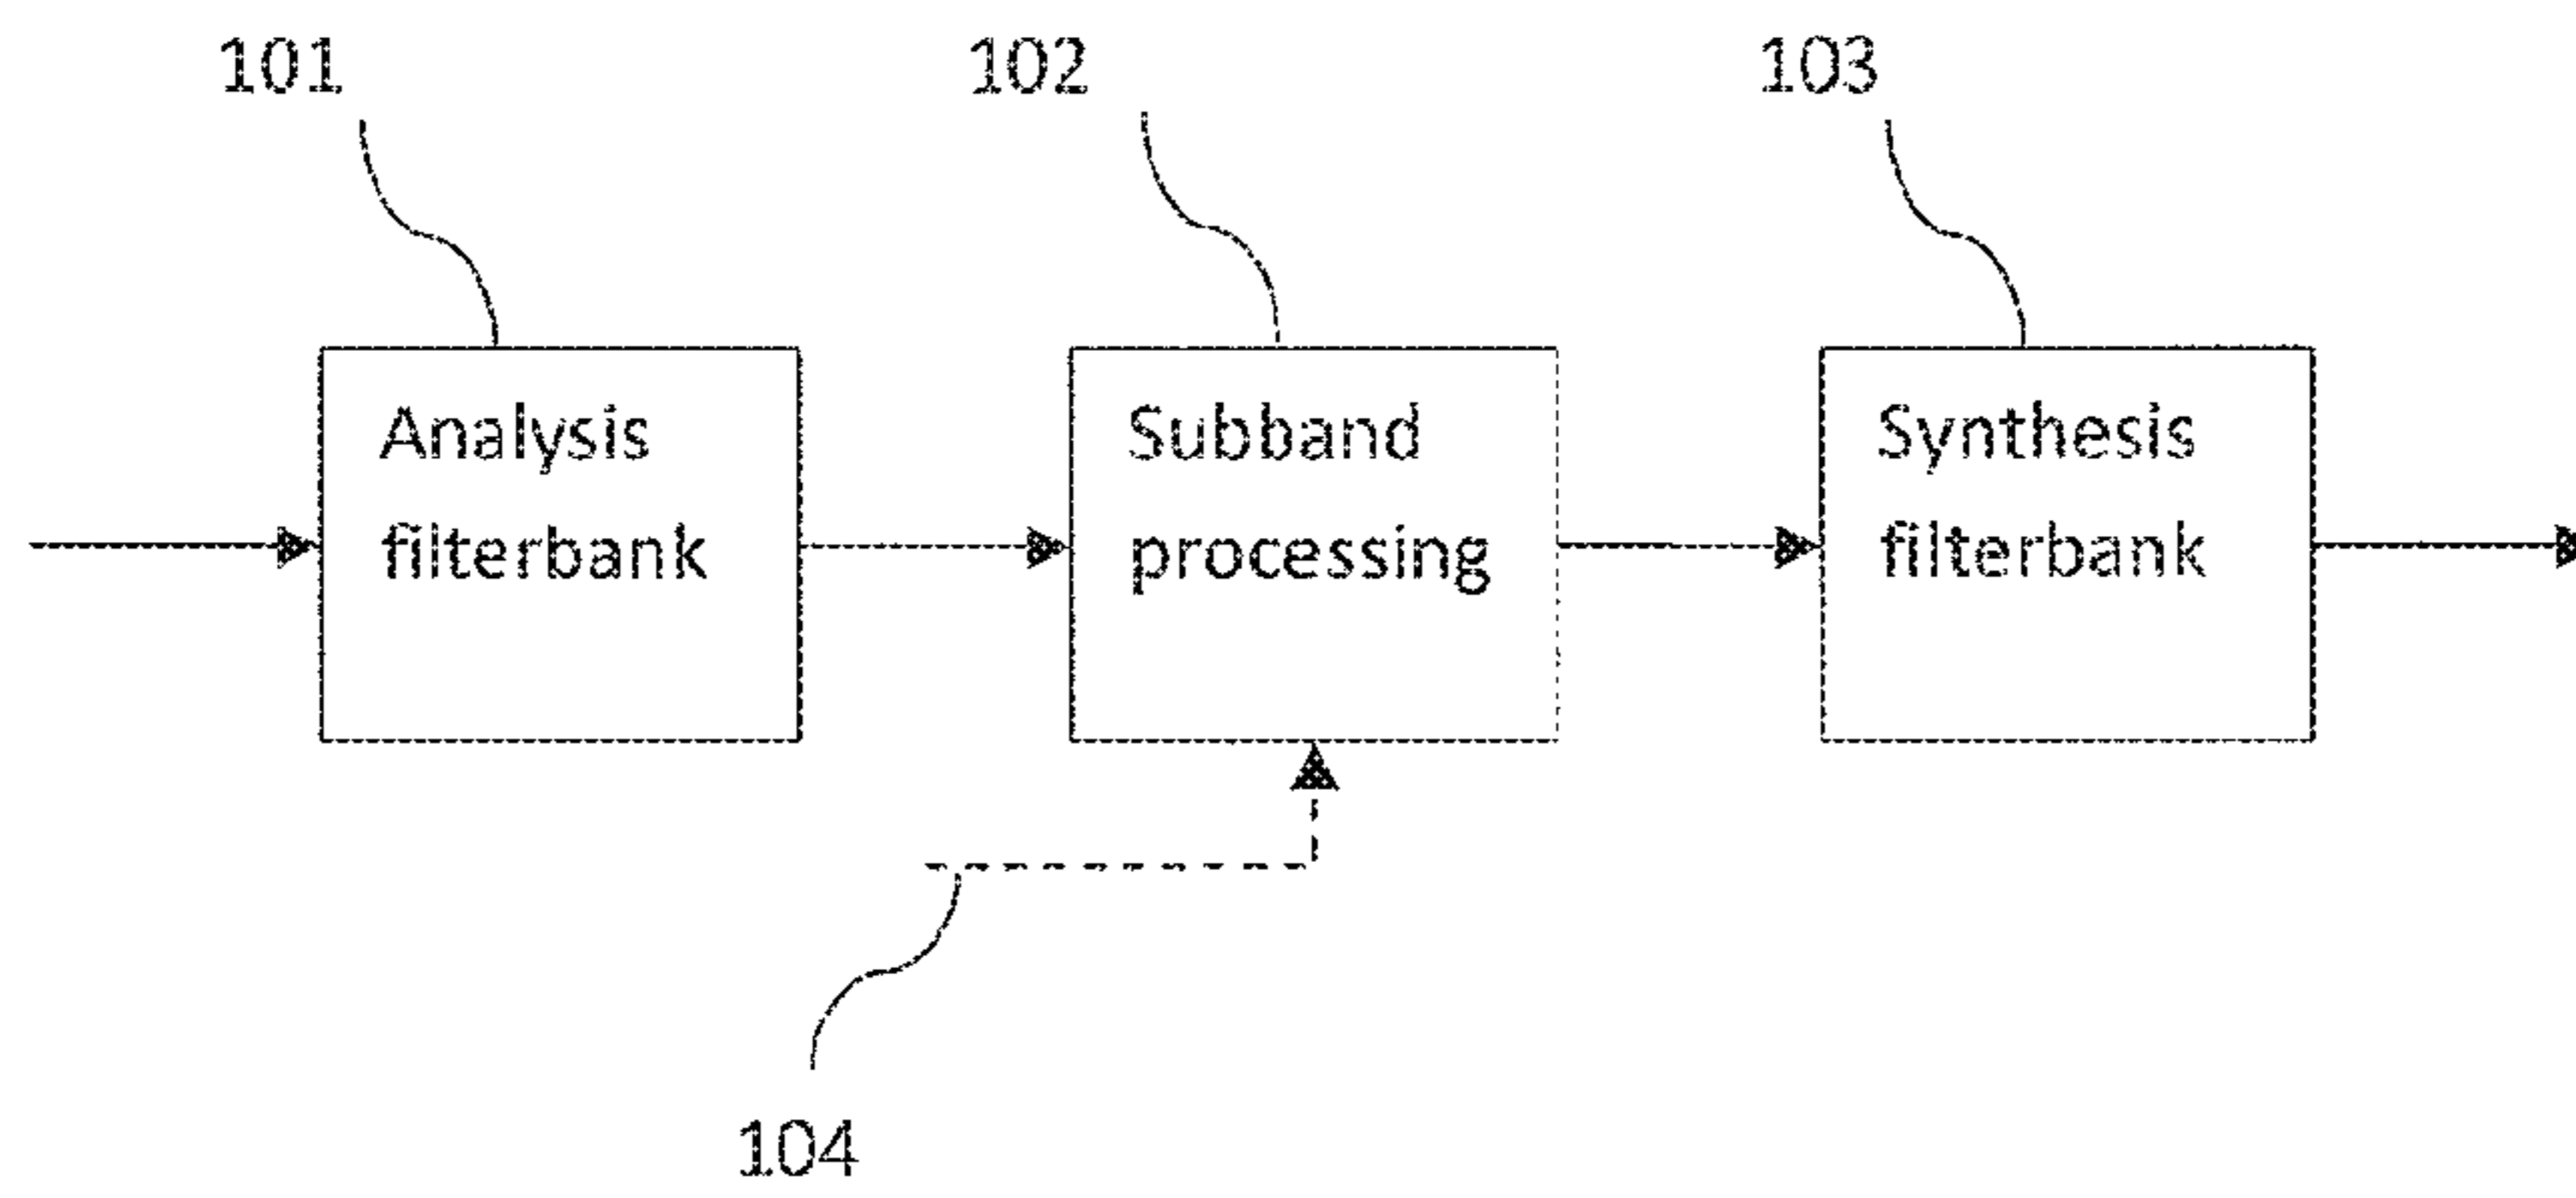 101
102
103
Analysis
filterbank
Subband
processing
Synthesis
filterbank
104